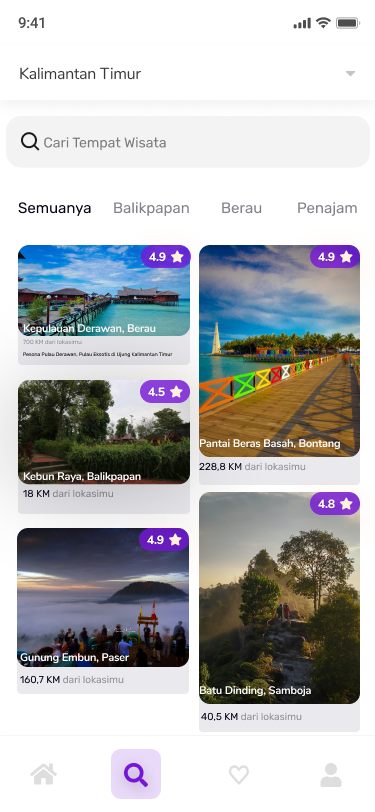 9:41
Kalimantan Timur
Cari Tempat Wisata
Semuanya Balikpapan Berau Penajam
4.9
Kepulauan Derawan, Berau
700 KM dari lokasimu
Pesona Pulau Derawan, Pulau Eksotis di Ujung Kalimantan Timur
4.5
Kebun Raya, Balikpapan
18 KM dari lokasimu
4.9
Gunung Embun, Paser
160,7 KM dari lokasimu
4.9
Pantai Beras Basah, Bontang
228,8 KM dari lokasimu
4.8
Batu Dinding, Samboja
40,5 KM dari lokasimu